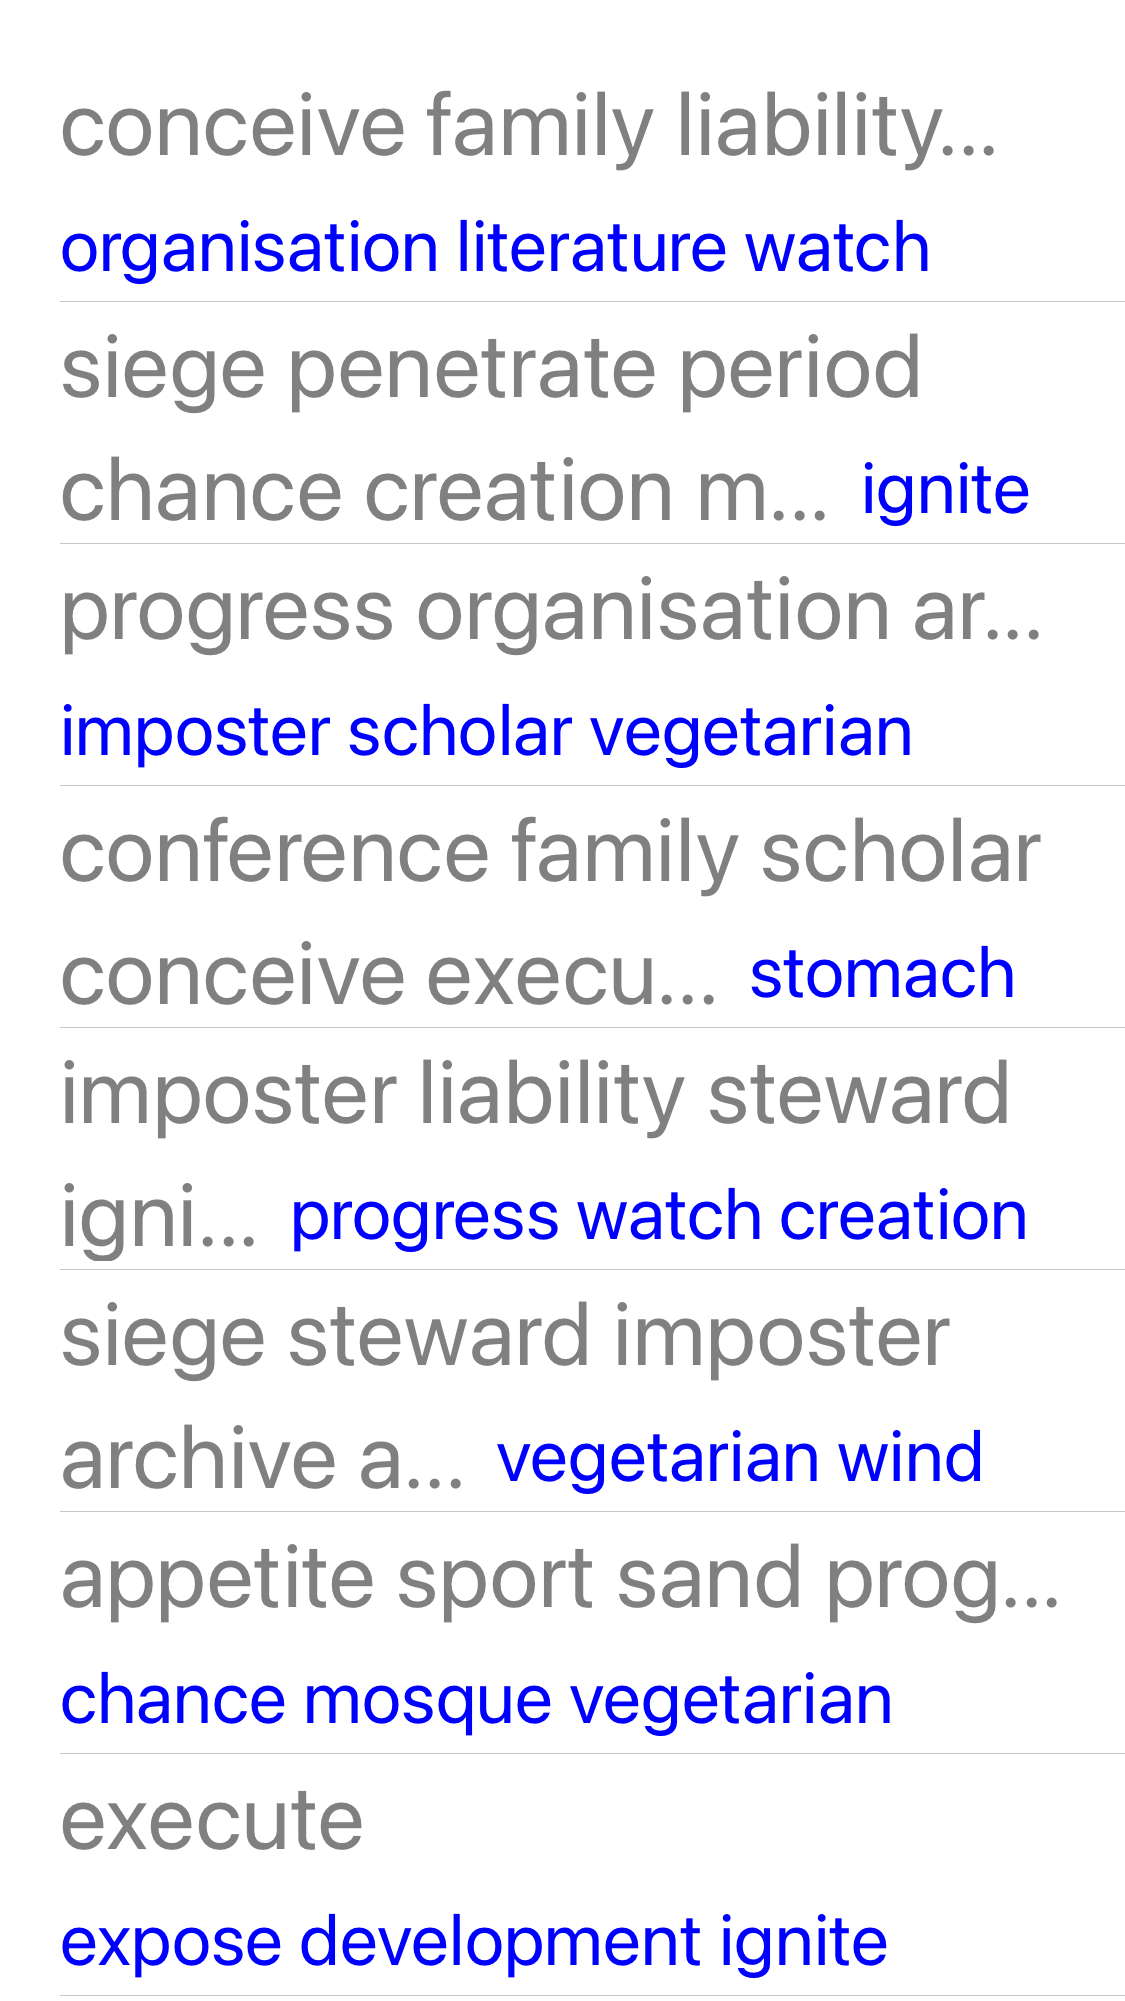 conceive family liability...
organisation literature watch
siege penetrate period
chance creation m... ignite
progress organisation ar...
imposter scholar vegetarian
conference family scholar
conceive execu... stomach
imposter liability steward
igni... progress watch creation
siege steward imposter
archive a... vegetarian wind
appetite sport sand prog...
chance mosque vegetarian
execute
expose development ignite